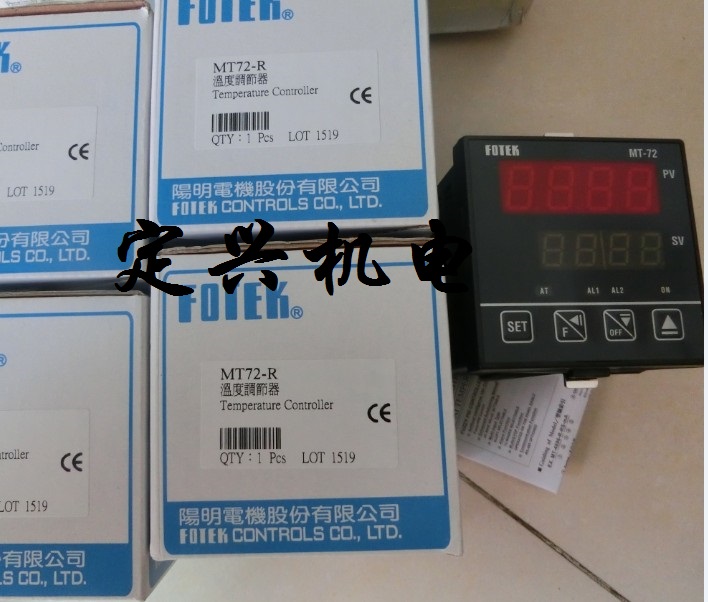 FOTEK®
MT72-R
溫度調節器
Temperature Controller
CE
QTY：1 Pcs LOT 1519
陽明電機股份有限公司
FOTEK CONTROLS CO., LTD.
K®
Controller
CE
LOT 1519
份有限公司
LS CO., LTD.
定兴机电
FOTEK®
MT72-R
溫度調節器
Temperature Controller
CE
QTY：1 Pcs LOT 1519
陽明電機股份有限公司
FOTEK CONTROLS CO., LTD.
®
ntroller
CE
LOT 1519
份有限公司
LS CO., LTD.
FOTEK MT-72
PV
SV
AT AL1 AL2 ON
SET F OFF